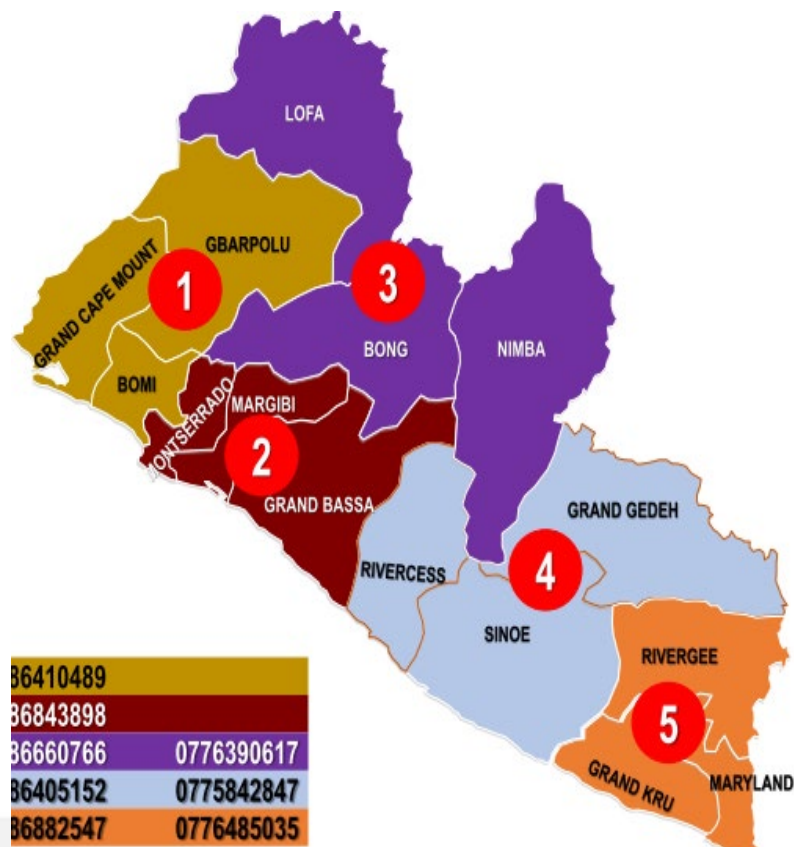 LOFA
GBARPOLU
GRAND CAPE MOUNT
1
3
BONG
NIMBA
BOMI
MONTSERRADO
MARGIBI
2
GRAND BASSA
GRAND GEDEH
RIVERCESS
4
SINOE
RIVERGEE
5
GRAND KRU
MARYLAND
86410489
86843898
86660766 0776390617
86405152 0775842847
86882547 0776485035